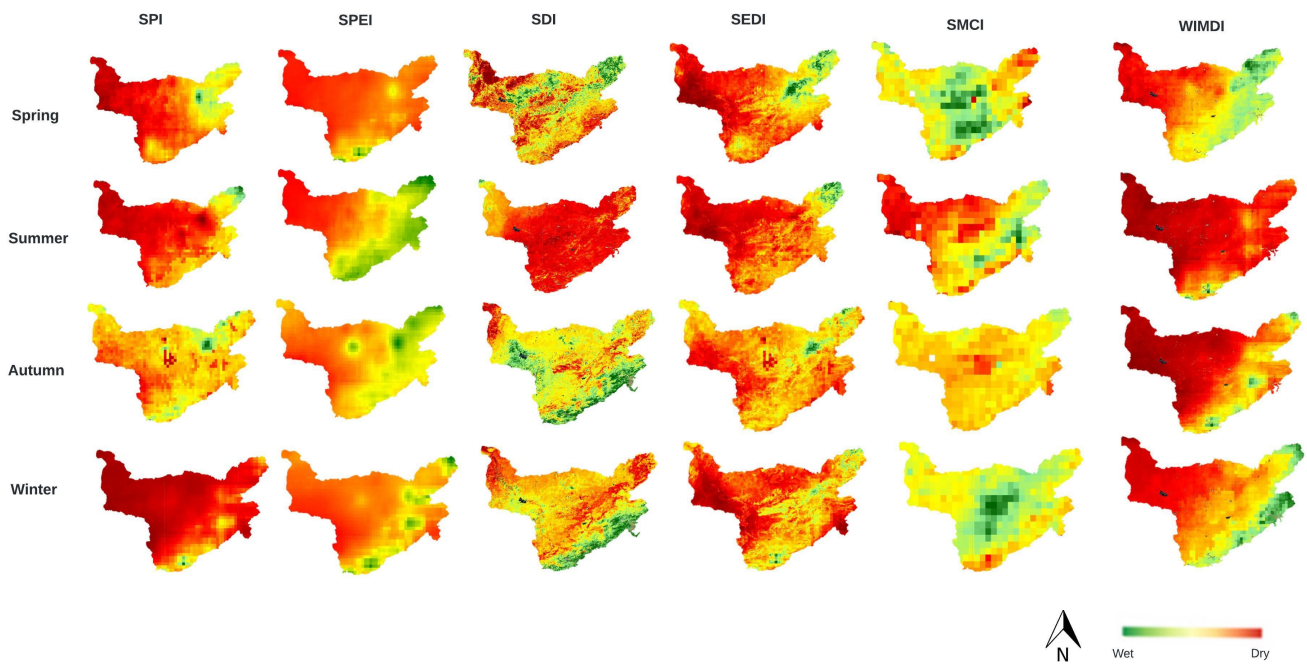 SPI SPEI SDI SEDI SMCI WIMDI
Spring
Summer
Autumn
Winter
N
Wet Dry